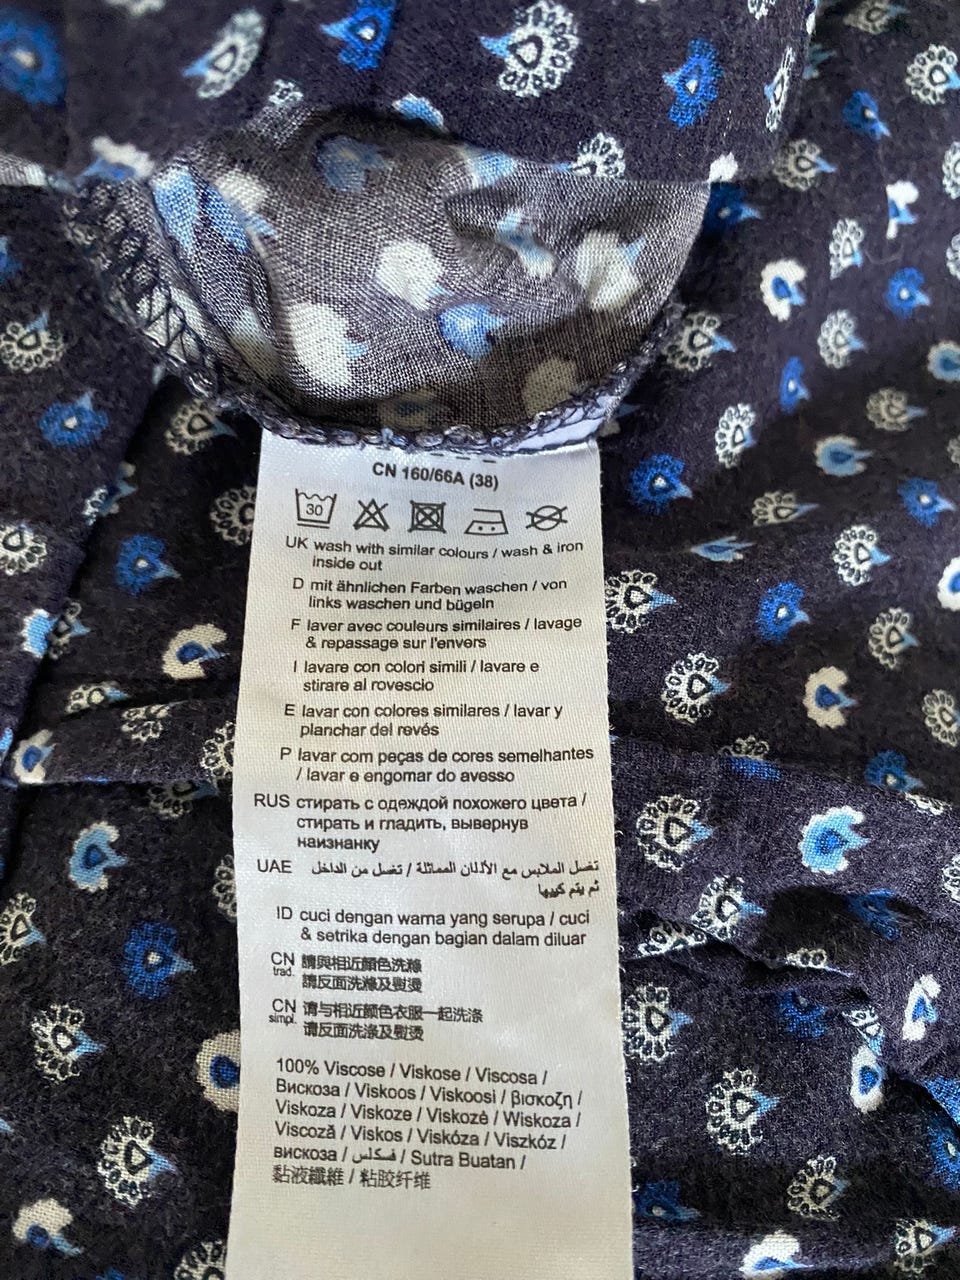 CN 160/66A (38)
30
UK wash with similar colours / wash & iron
inside out
D mit ähnlichen Farben waschen / von
links waschen und bügeln
F laver avec couleurs similaires / lavage
& repassage sur l'envers
I lavare con colori simili / lavare e
stirare al rovescio
E lavar con colores similares / lavar y
planchar del revés
P lavar com peças de cores semelhantes
/ lavar e engomar do avesso
RUS стирать с одеждой похожего цвета /
стирать и гладить, вывернув
наизнанку
UAE تغسل الملابس مع الألنان المماثلة / تغسل من الداخل
ثم يتم كييها
ID cuci dengan warna yang serupa / cuci
& setrika dengan bagian dalam diluar
CN trad. 請與相近顏色洗滌
請反面洗滌及熨燙
CN simpl. 请与相近颜色衣服一起洗涤
请反面洗涤及熨烫
100% Viscose / Viskose / Viscosa /
Вискоза / Viskoos / Viskoosi / βισκοζη /
Viskoza / Viskoze / Viskozė / Wiskoza /
Viscoză / Viskos / Viskóza / Viszkóz /
вискоза / فسكلس / Sutra Buatan /
黏液纖維 / 粘胶纤维